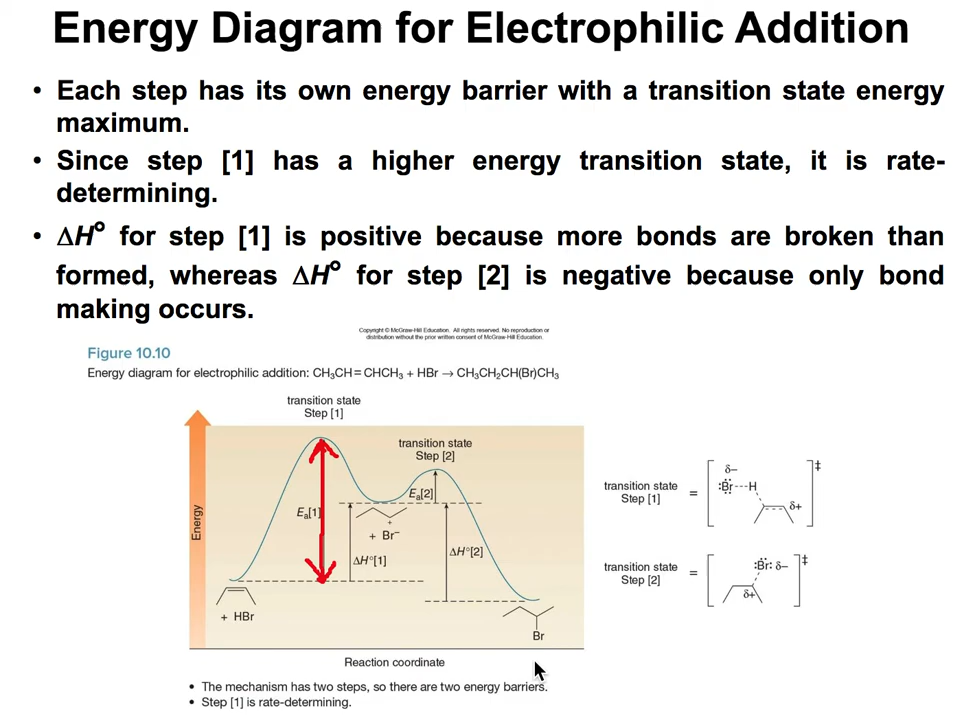 Energy Diagram for Electrophilic Addition
• Each step has its own energy barrier with a transition state energy
maximum.
• Since step [1] has a higher energy transition state, it is rate-
determining.
• ΔH° for step [1] is positive because more bonds are broken than
formed, whereas ΔH° for step [2] is negative because only bond
making occurs.
Copyright © McGraw-Hill Education. All rights reserved. No reproduction or
distribution without the prior written consent of McGraw-Hill Education.
Figure 10.10
Energy diagram for electrophilic addition: CH₃CH=CHCH₃ + HBr → CH₃CH₂CH(Br)CH₃
transition state
Step [1]
transition state
Step [2]
Energy
Eₐ[1]
Eₐ[2]
+
+ Br⁻
ΔH°[1]
ΔH°[2]
+ HBr
Br
Reaction coordinate
transition state
Step [1]
=
δ–
:Br---H
δ+
‡
transition state
Step [2]
=
:Br: δ–
δ+
‡
• The mechanism has two steps, so there are two energy barriers.
• Step [1] is rate-determining.